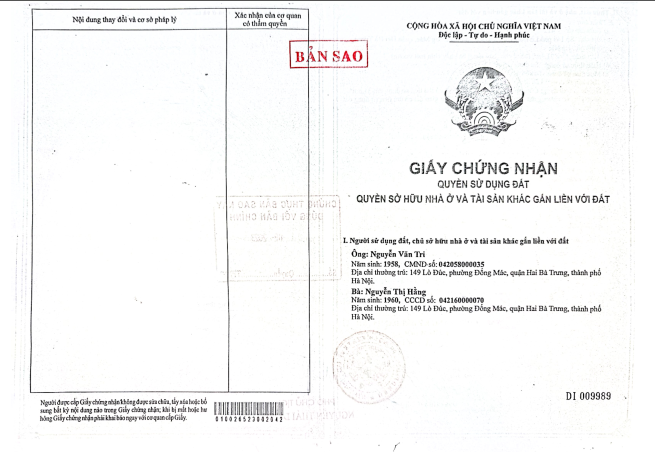 Nội dung thay đổi và cơ sở pháp lý
Xác nhận của cơ quan
có thẩm quyền
Người được cấp Giấy chứng nhận không được sửa chữa, tẩy xóa hoặc bổ
sung bất kỳ nội dung nào trong Giấy chứng nhận; khi bị mất hoặc hư
hỏng Giấy chứng nhận phải khai báo ngay với cơ quan cấp Giấy.
010026523002042
BẢN SAO
CỘNG HÒA XÃ HỘI CHỦ NGHĨA VIỆT NAM
Độc lập - Tự do - Hạnh phúc
GIẤY CHỨNG NHẬN
QUYỀN SỬ DỤNG ĐẤT
QUYỀN SỞ HỮU NHÀ Ở VÀ TÀI SẢN KHÁC GẮN LIỀN VỚI ĐẤT
I. Người sử dụng đất, chủ sở hữu nhà ở và tài sản khác gắn liền với đất
Ông: Nguyễn Văn Trì
Năm sinh: 1958, CMND số: 042058000035
Địa chỉ thường trú: 149 Lò Đúc, phường Đồng Mác, quận Hai Bà Trưng, thành phố
Hà Nội.
Bà: Nguyễn Thị Hằng
Năm sinh: 1960, CCCD số: 042160000070
Địa chỉ thường trú: 149 Lò Đúc, phường Đồng Mác, quận Hai Bà Trưng, thành phố
Hà Nội.
DI 009989